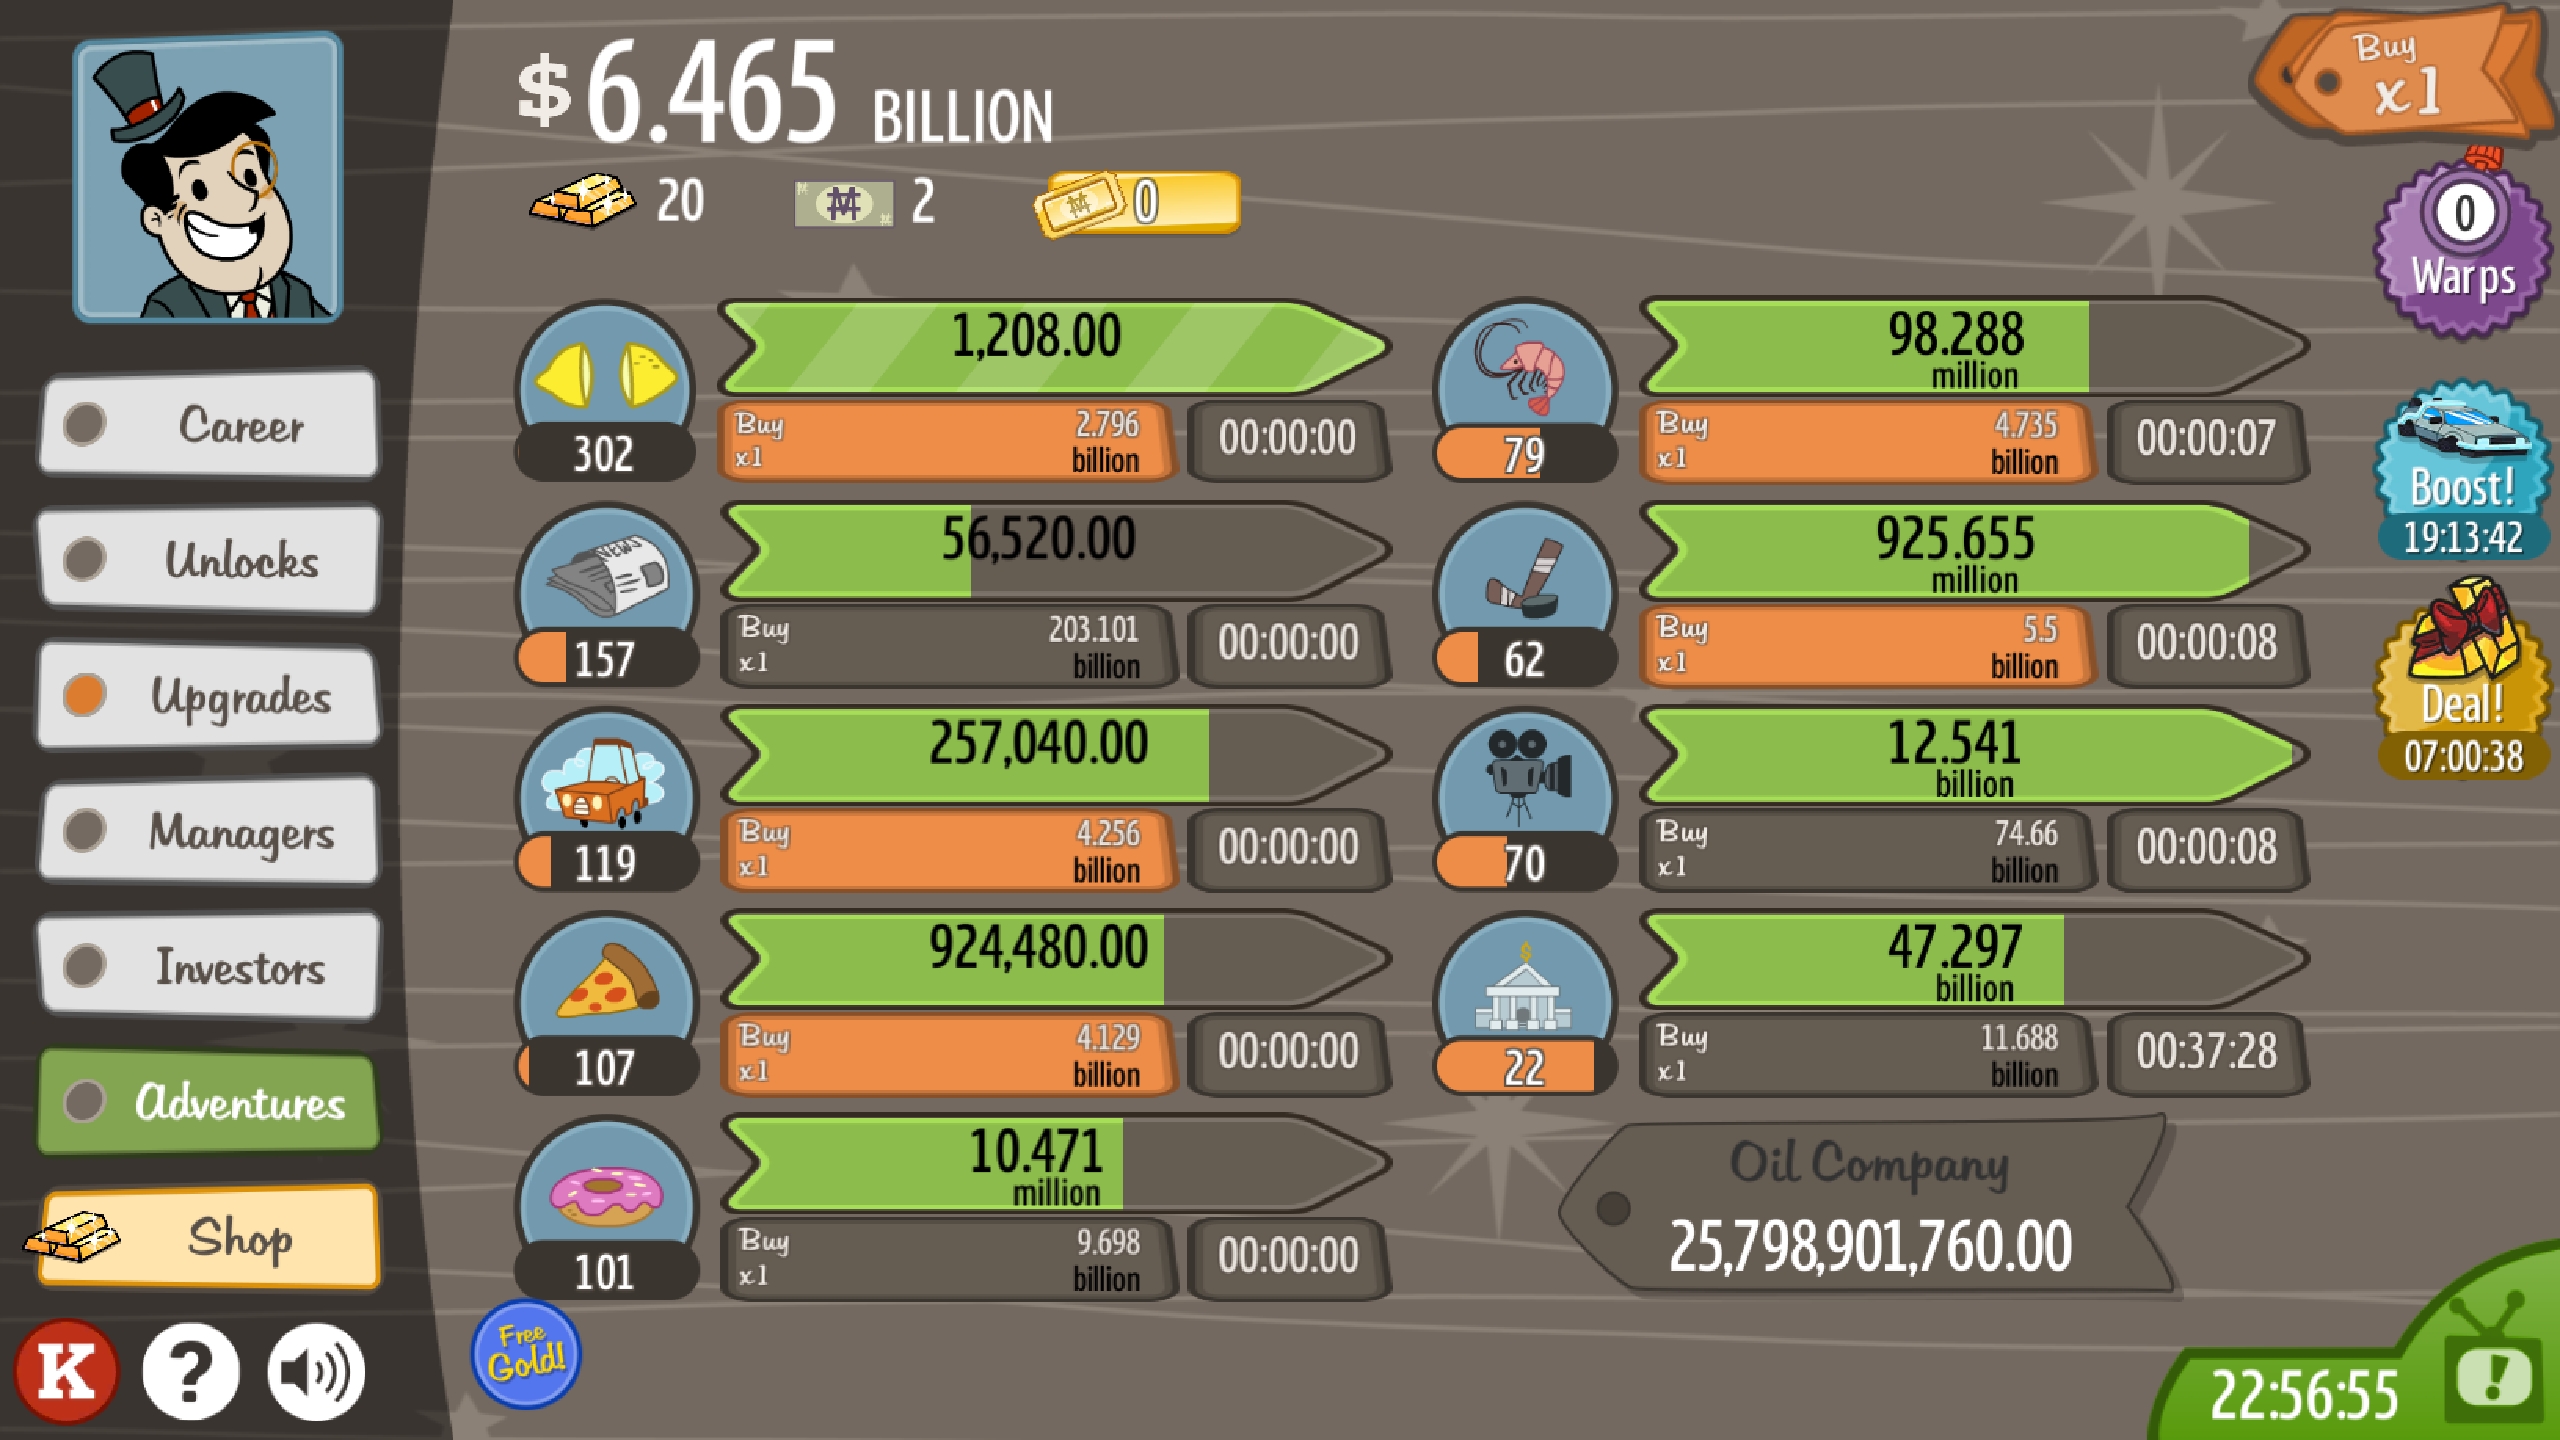 $6.465 BILLION
20
2
0
Buy
x1
0
Warps
Boost!
19:13:42
Deal!
07:00:38
Career
Unlocks
Upgrades
Managers
Investors
Adventures
Shop
K
?
Free
Gold!
1,208.00
302
Buy
x1
2.796
billion
00:00:00
NEWS
56,520.00
157
Buy
x1
203.101
billion
00:00:00
257,040.00
119
Buy
x1
4.256
billion
00:00:00
924,480.00
107
Buy
x1
4.129
billion
00:00:00
10.471
million
101
Buy
x1
9.698
billion
00:00:00
98.288
million
79
Buy
x1
4.735
billion
00:00:07
925.655
million
62
Buy
x1
5.5
billion
00:00:08
12.541
billion
70
Buy
x1
74.66
billion
00:00:08
$
47.297
billion
22
Buy
x1
11.688
billion
00:37:28
Oil Company
25,798,901,760.00
22:56:55
!